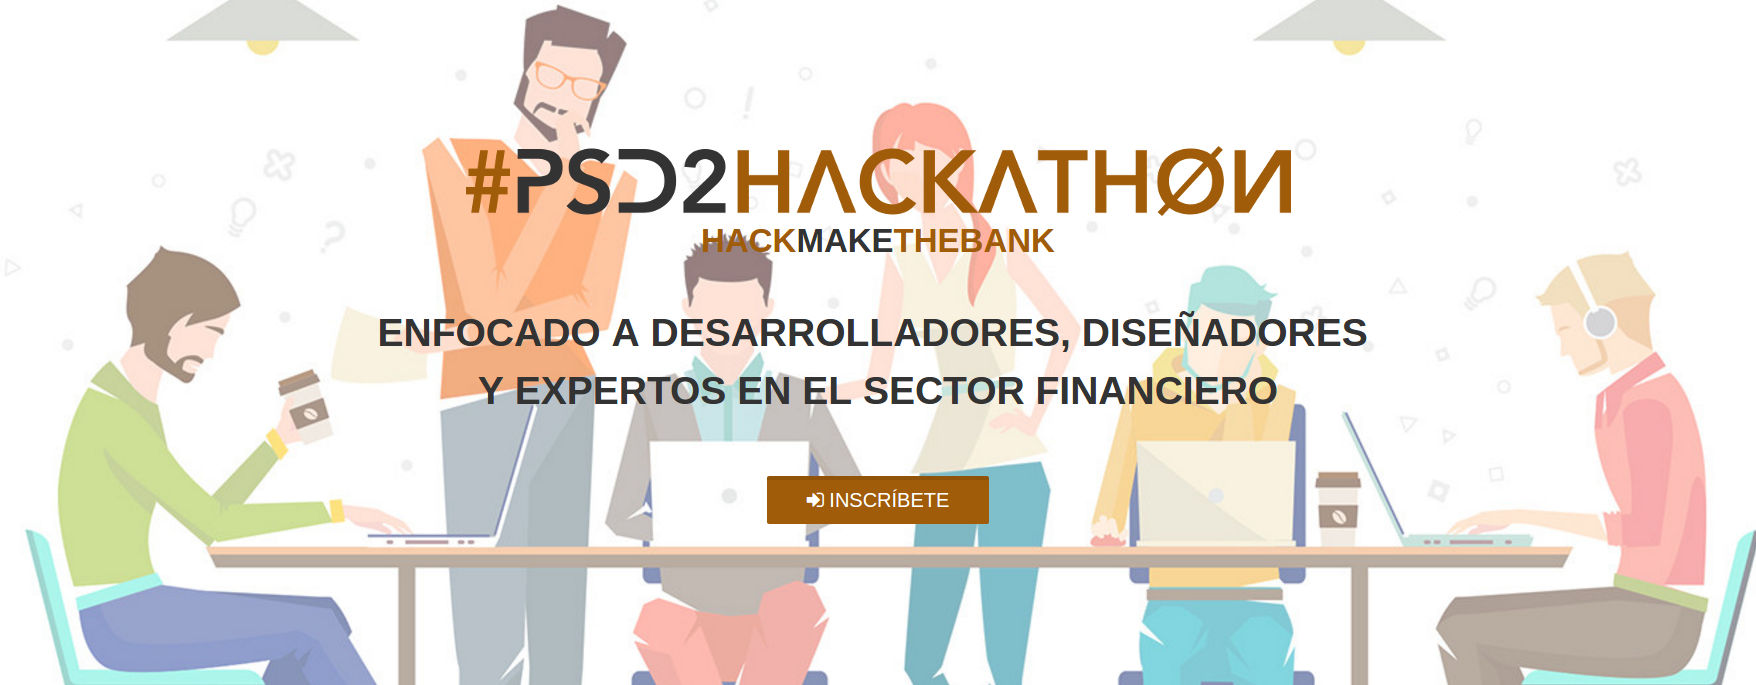 #PSD2HACKATHØN
HACKMAKETHEBANK
ENFOCADO A DESARROLLADORES, DISEÑADORES
Y EXPERTOS EN EL SECTOR FINANCIERO
INSCRÍBETE